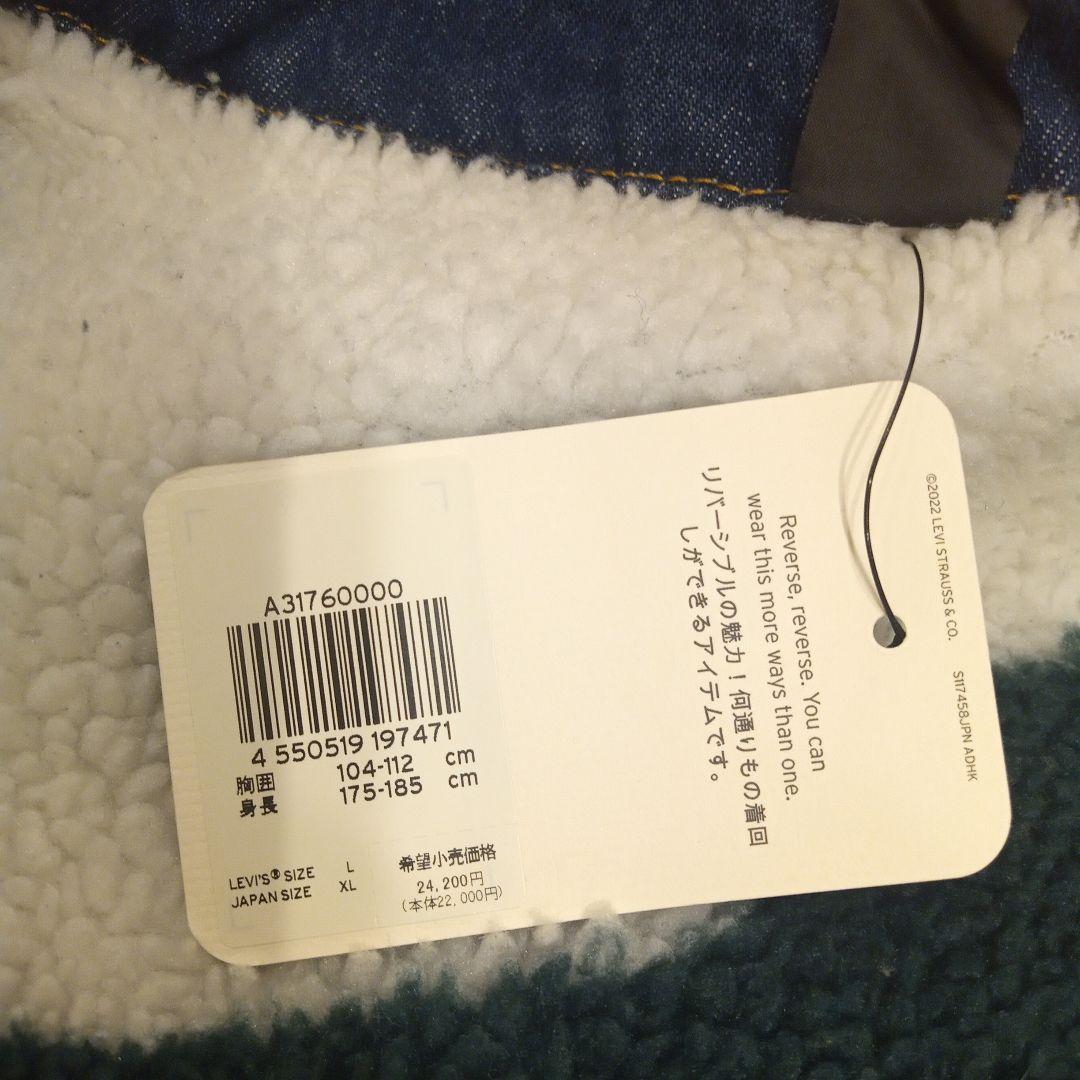 A31760000
4 550519 197471
胸囲 104-112 cm
身長 175-185 cm
LEVI'S® SIZE L
JAPAN SIZE XL
希望小売価格
24,200円
(本体22,000円)
Reverse, reverse. You can
wear this more ways than one.
リバーシブルの魅力！何通りもの着回
しができるアイテムです。
©2022 LEVI STRAUSS & CO. S117458JPN ADHK